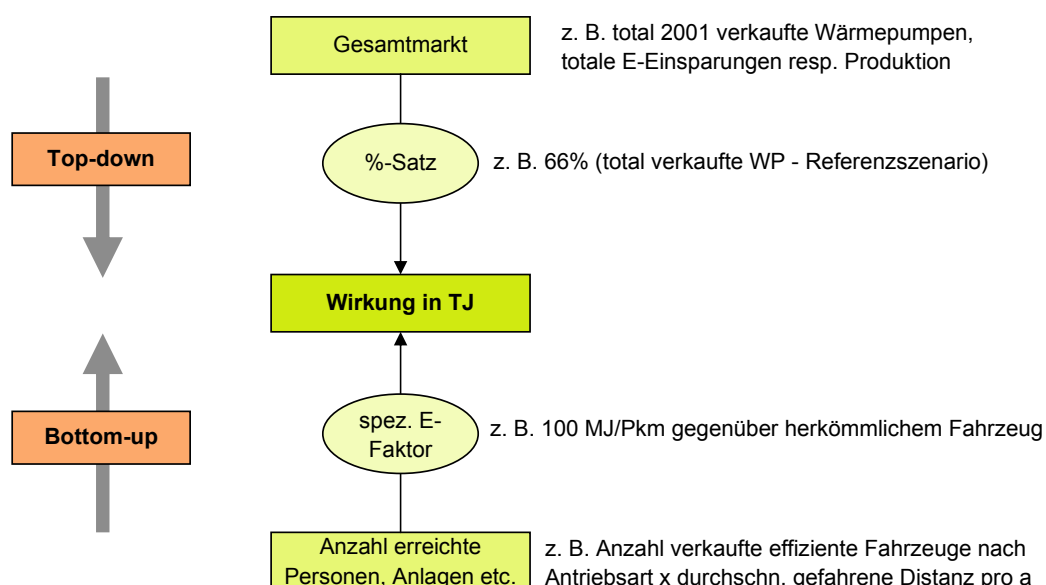 Gesamtmarkt
z. B. total 2001 verkaufte Wärmepumpen,
totale E-Einsparungen resp. Produktion
Top-down
%-Satz
z. B. 66% (total verkaufte WP - Referenzszenario)
Wirkung in TJ
Bottom-up
spez. E-
Faktor
z. B. 100 MJ/Pkm gegenüber herkömmlichem Fahrzeug
Anzahl erreichte
Personen, Anlagen etc.
z. B. Anzahl verkaufte effiziente Fahrzeuge nach
Antriebsart x durchschn. gefahrene Distanz pro a